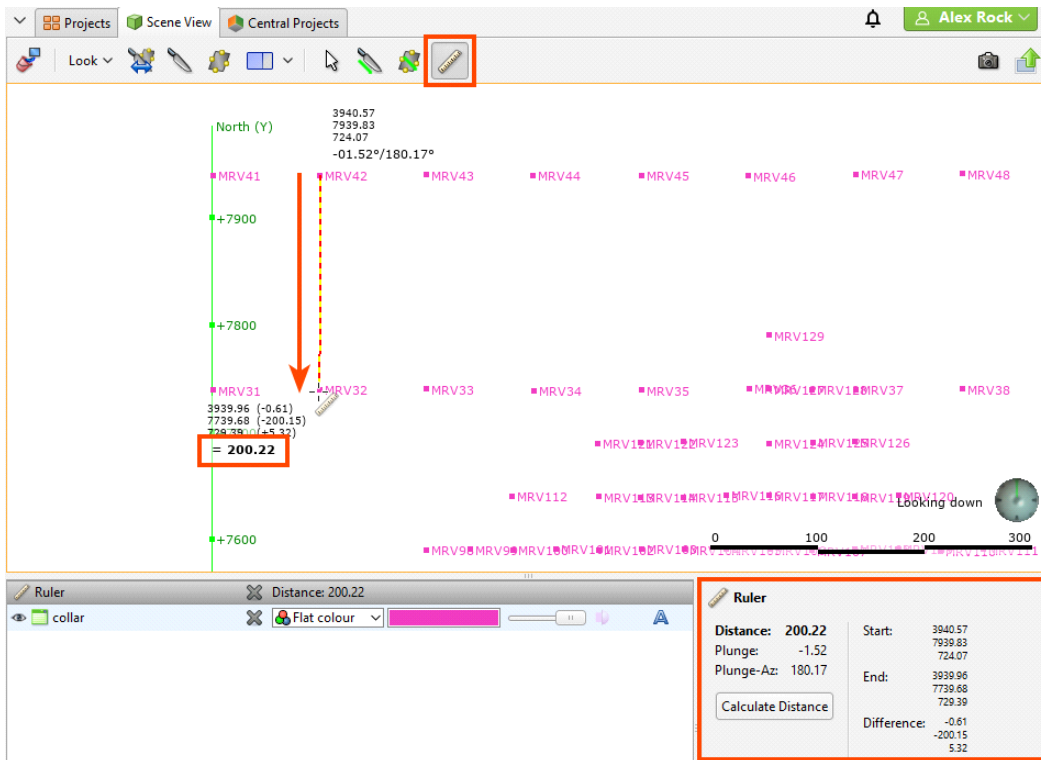 Projects Scene View Central Projects Alex Rock
Look
3940.57
7939.83
724.07
-01.52°/180.17°
North (Y)
MRV41 MRV42 MRV43 MRV44 MRV45 MRV46 MRV47 MRV48
+7900
+7800
MRV129
MRV31 MRV32 MRV33 MRV34 MRV35 MRV37 MRV38
3939.96 (-0.61)
7739.68 (-200.15)
729.39 (+5.32)
= 200.22
MRV123 MRV126
MRV112
Looking down
+7600
0 100 200 300
Ruler Distance: 200.22
collar Flat colour A
Ruler
Distance: 200.22
Plunge: -1.52
Plunge-Az: 180.17
Calculate Distance
Start: 3940.57
7939.83
724.07
End: 3939.96
7739.68
729.39
Difference: -0.61
-200.15
5.32